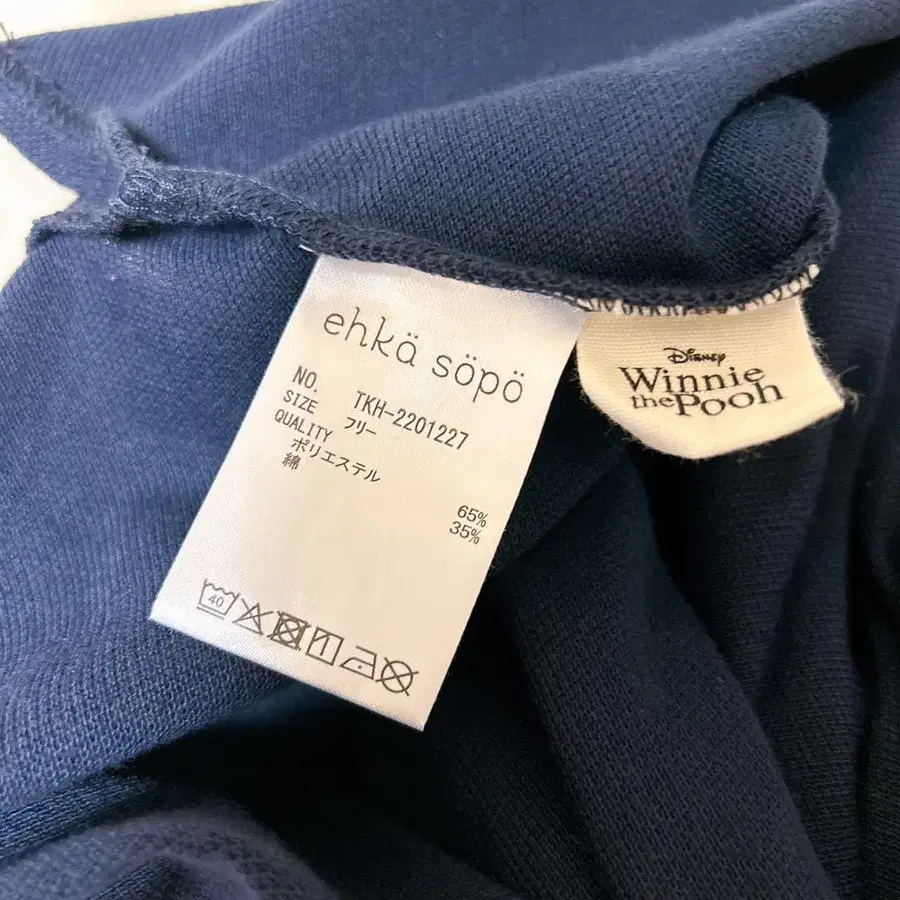 ehkä söpö
NO. TKH-2201227
SIZE フリー
QUALITY
ポリエステル 65%
綿 35%
40
Disney
Winnie
the Pooh